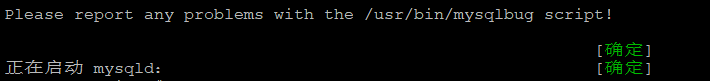 Please report any problems with the /usr/bin/mysqlbug script!
[确定]
正在启动 mysqld: [确定]